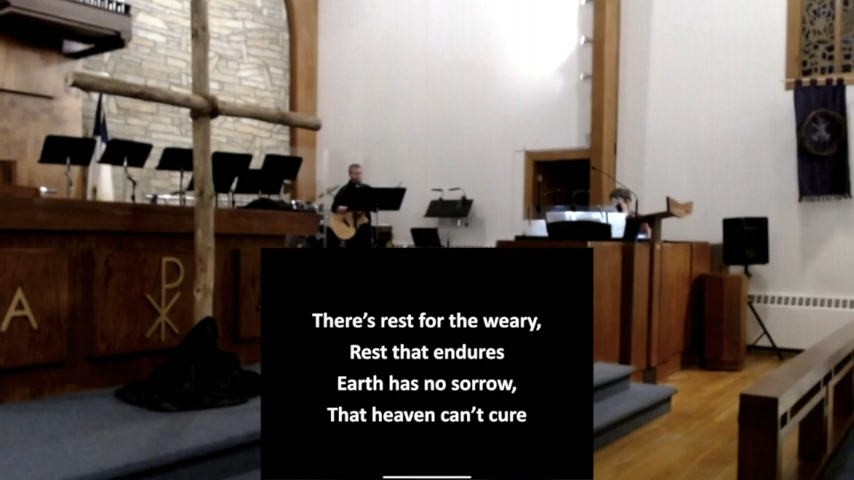 There’s rest for the weary,
Rest that endures
Earth has no sorrow,
That heaven can’t cure
A